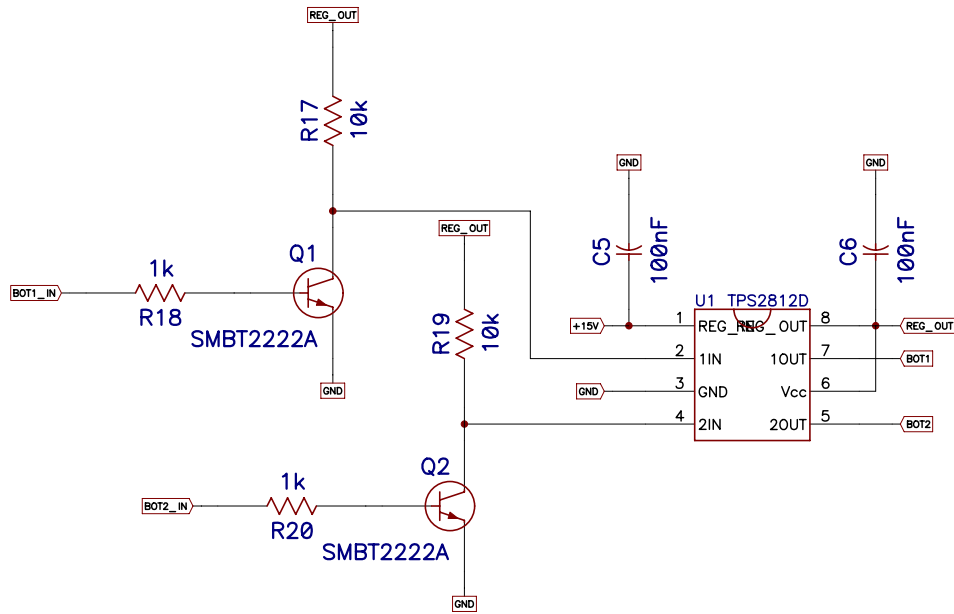 REG_OUT
R17
10k
Q1
BOT1_IN
1k
R18
SMBT2222A
GND
REG_OUT
R19
10k
Q2
BOT2_IN
1k
R20
SMBT2222A
GND
GND
C5
100nF
GND
C6
100nF
U1 TPS2812D
+15V
1
REG_IN
REG_OUT
8
REG_OUT
2
1IN
1OUT
7
BOT1
GND
3
GND
Vcc
6
4
2IN
2OUT
5
BOT2